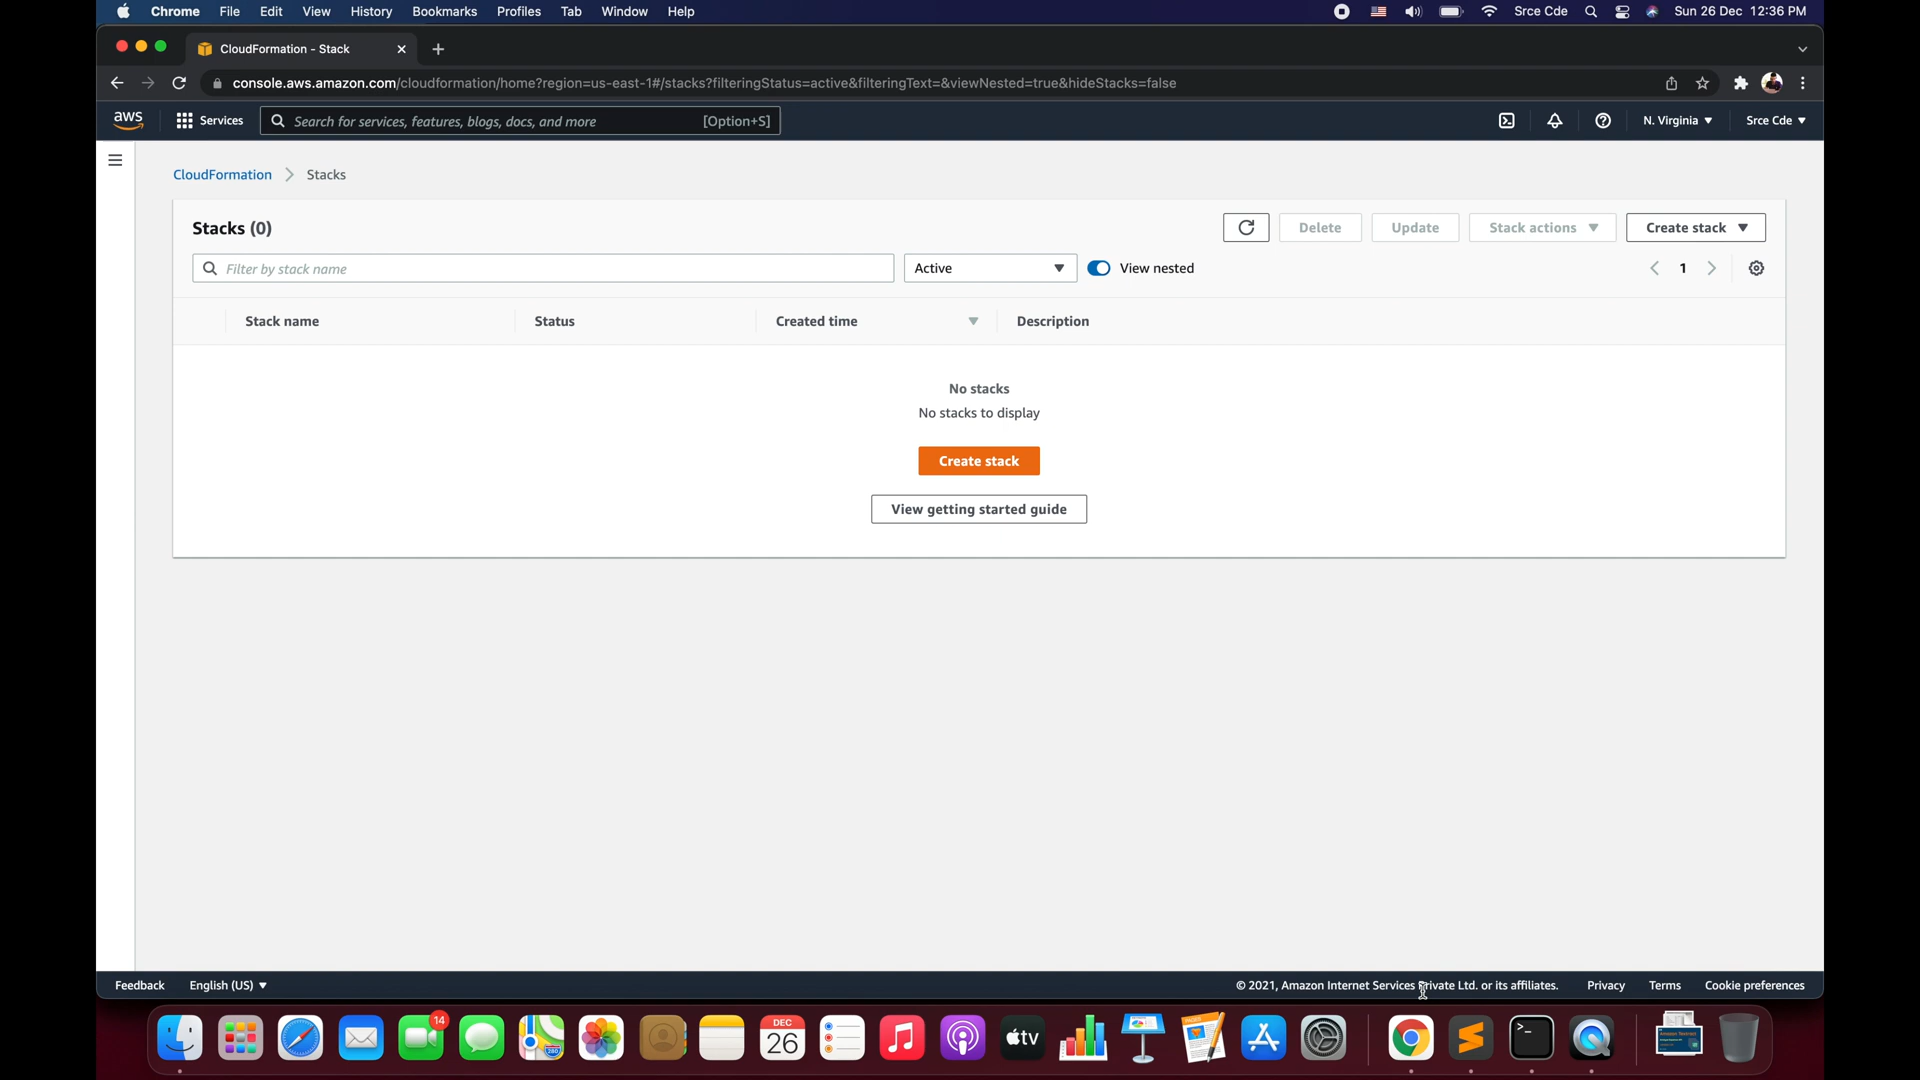 Chrome File Edit View History Bookmarks Profiles Tab Window Help Srce Cde Sun 26 Dec 12:36 PM
CloudFormation - Stack
console.aws.amazon.com/cloudformation/home?region=us-east-1#/stacks?filteringStatus=active&filteringText=&viewNested=true&hideStacks=false
aws Services Search for services, features, blogs, docs, and more [Option+S] N. Virginia Srce Cde
CloudFormation Stacks
Stacks (0) Delete Update Stack actions Create stack
Filter by stack name Active View nested 1
Stack name Status Created time Description
No stacks
No stacks to display
Create stack
View getting started guide
Feedback English (US) © 2021, Amazon Internet Services Private Ltd. or its affiliates. Privacy Terms Cookie preferences
14
DEC
26
tv
280
PAGES
>_